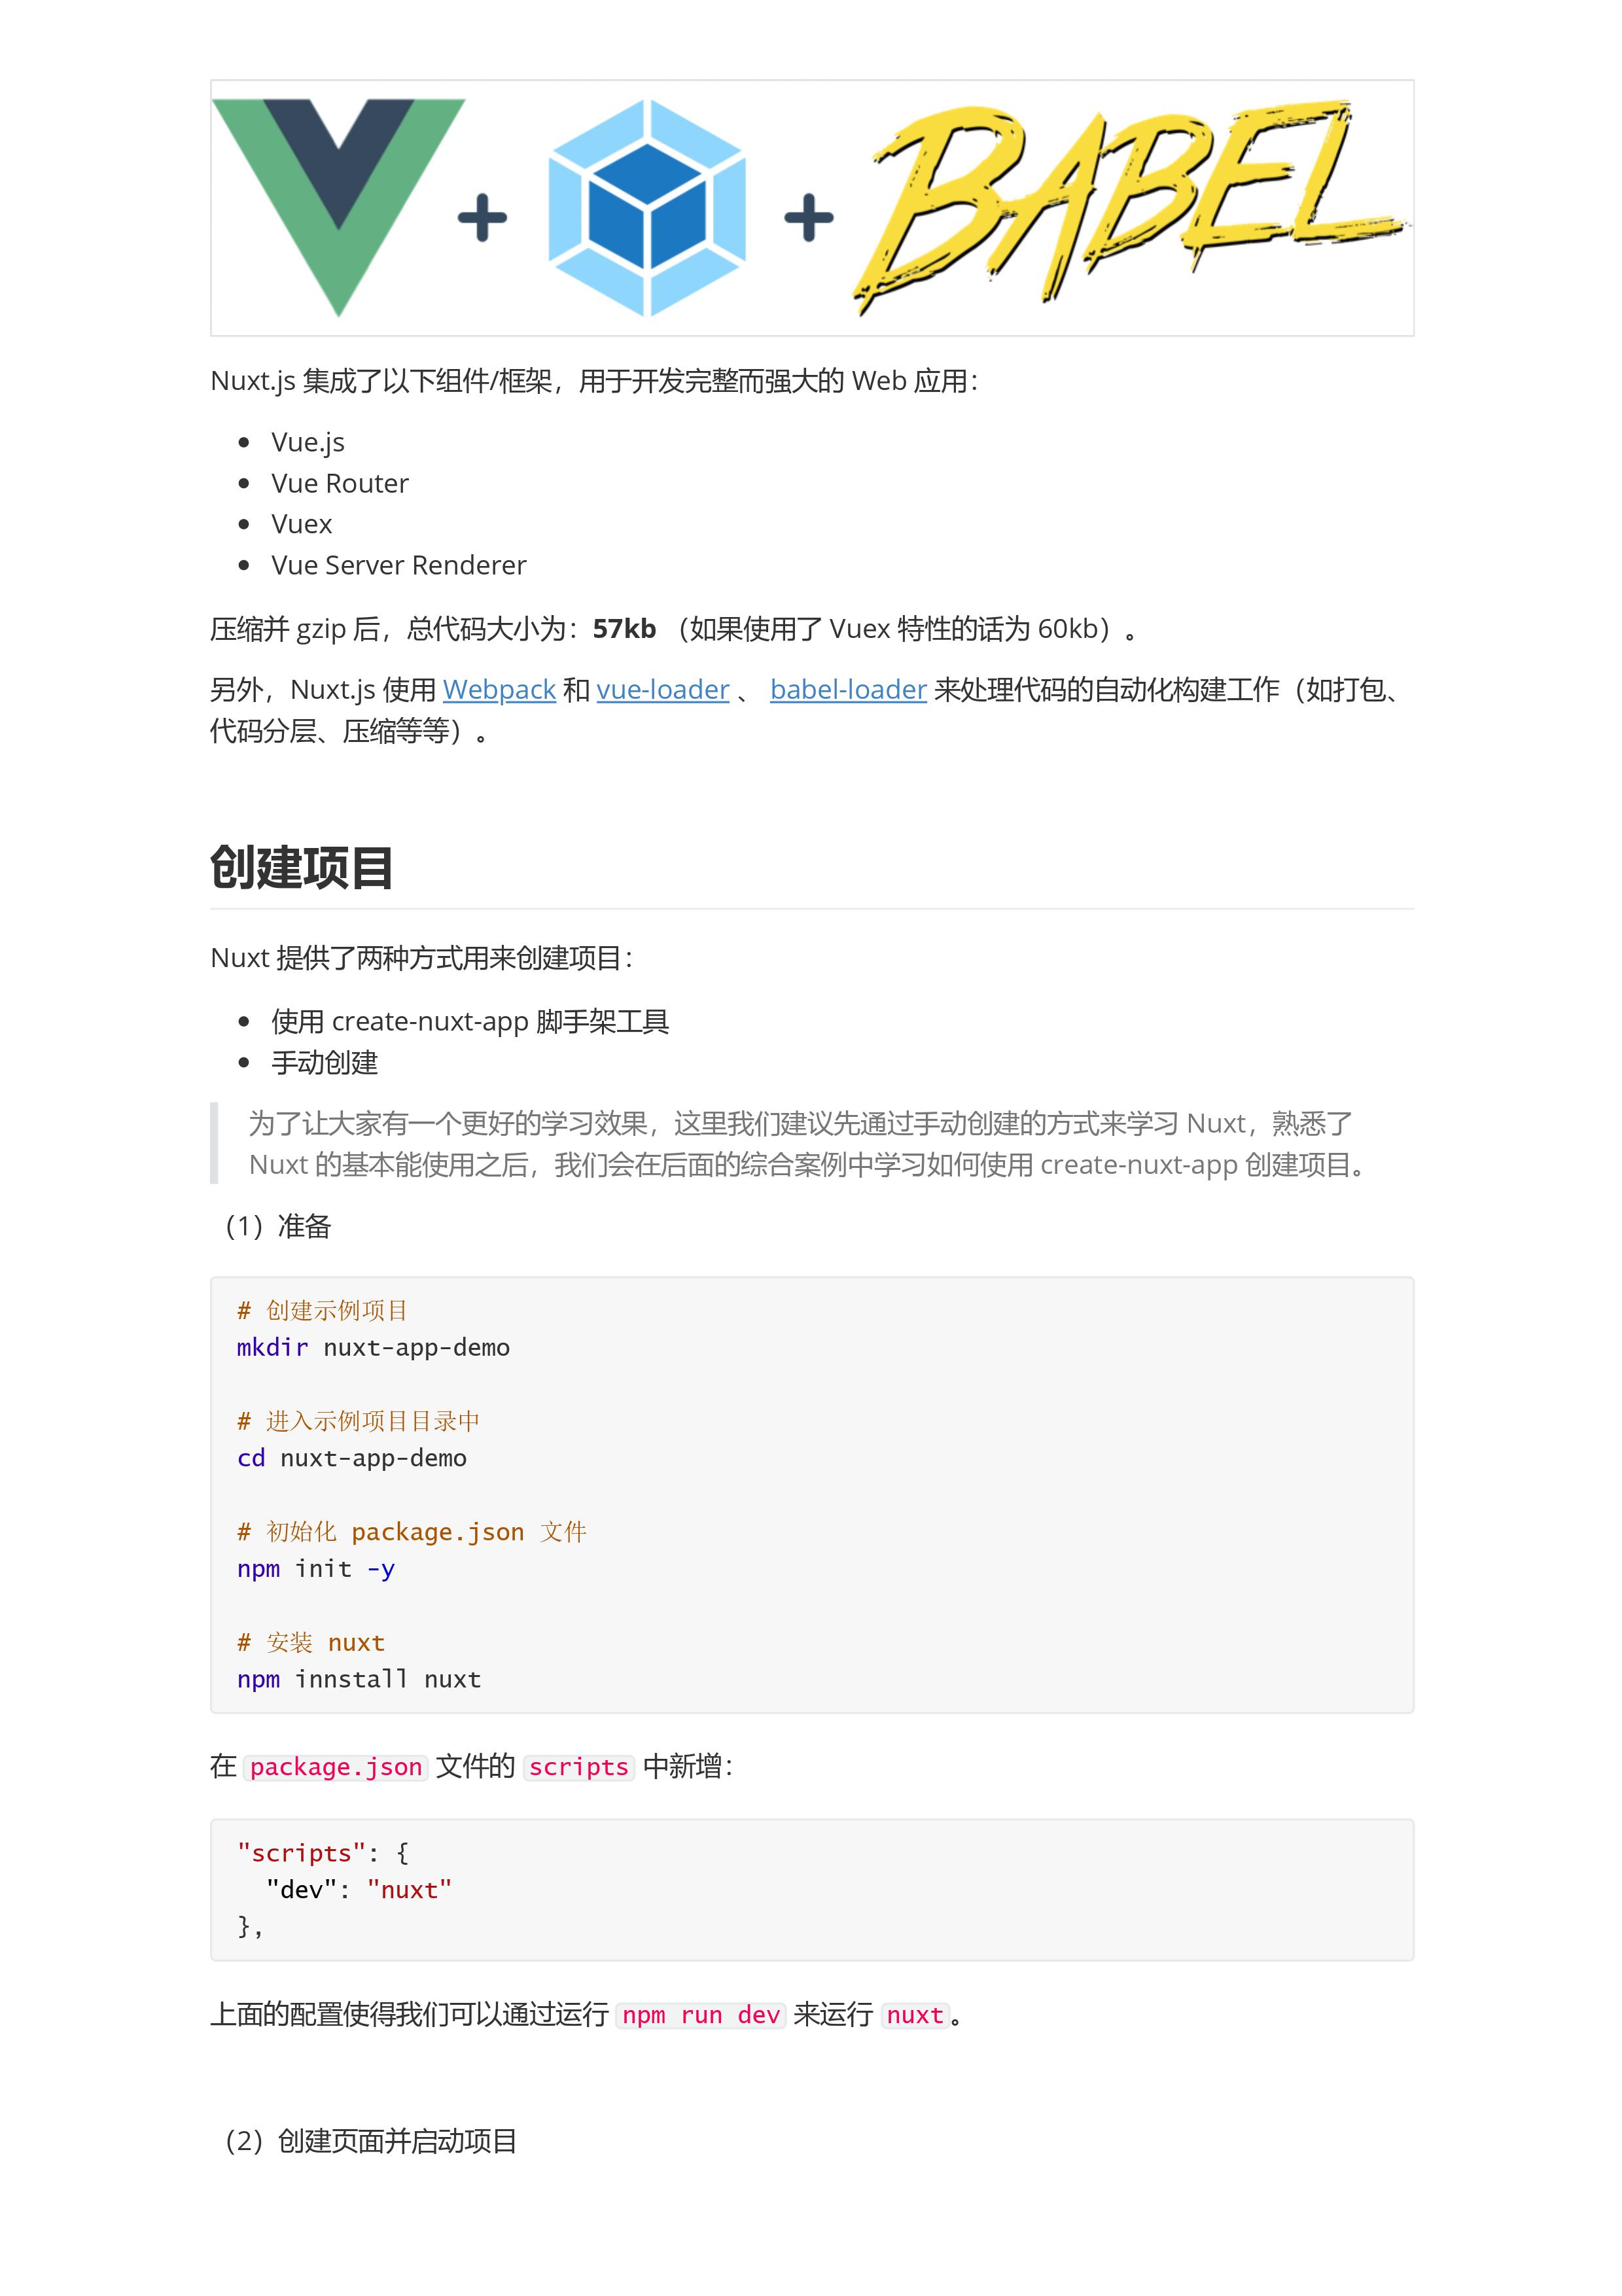 + + BABEL
Nuxt.js 集成了以下组件/框架，用于开发完整而强大的 Web 应用：
• Vue.js
• Vue Router
• Vuex
• Vue Server Renderer
压缩并 gzip 后，总代码大小为：57kb （如果使用了 Vuex 特性的话为 60kb）。
另外，Nuxt.js 使用 Webpack 和 vue-loader 、 babel-loader 来处理代码的自动化构建工作（如打包、
代码分层、压缩等等）。
创建项目
Nuxt 提供了两种方式用来创建项目：
• 使用 create-nuxt-app 脚手架工具
• 手动创建
为了让大家有一个更好的学习效果，这里我们建议先通过手动创建的方式来学习 Nuxt，熟悉了
Nuxt 的基本能使用之后，我们会在后面的综合案例中学习如何使用 create-nuxt-app 创建项目。
（1）准备
# 创建示例项目
mkdir nuxt-app-demo
# 进入示例项目目录中
cd nuxt-app-demo
# 初始化 package.json 文件
npm init -y
# 安装 nuxt
npm innstall nuxt
在 package.json 文件的 scripts 中新增：
"scripts": {
  "dev": "nuxt"
},
上面的配置使得我们可以通过运行 npm run dev 来运行 nuxt。
（2）创建页面并启动项目